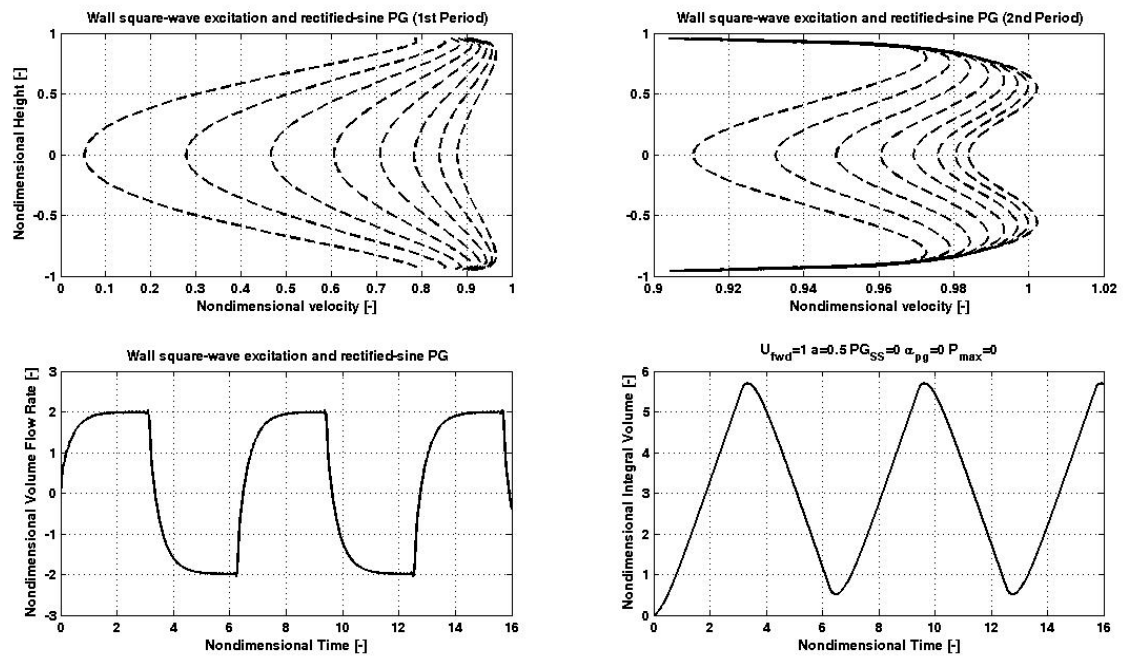 Wall square-wave excitation and rectified-sine PG (1st Period)
Nondimensional Height [-]
1
0.5
0
-0.5
-1
0 0.1 0.2 0.3 0.4 0.5 0.6 0.7 0.8 0.9 1
Nondimensional velocity [-]
Wall square-wave excitation and rectified-sine PG (2nd Period)
1
0.5
0
-0.5
-1
0.9 0.92 0.94 0.96 0.98 1 1.02
Nondimensional velocity [-]
Wall square-wave excitation and rectified-sine PG
Nondimensional Volume Flow Rate [-]
3
2
1
0
-1
-2
-3
0 2 4 6 8 10 12 14 16
Nondimensional Time [-]
U_fwd=1 a=0.5 PG_SS=0 α_pg=0 P_max=0
Nondimensional Integral Volume [-]
6
5
4
3
2
1
0
0 2 4 6 8 10 12 14 16
Nondimensional Time [-]